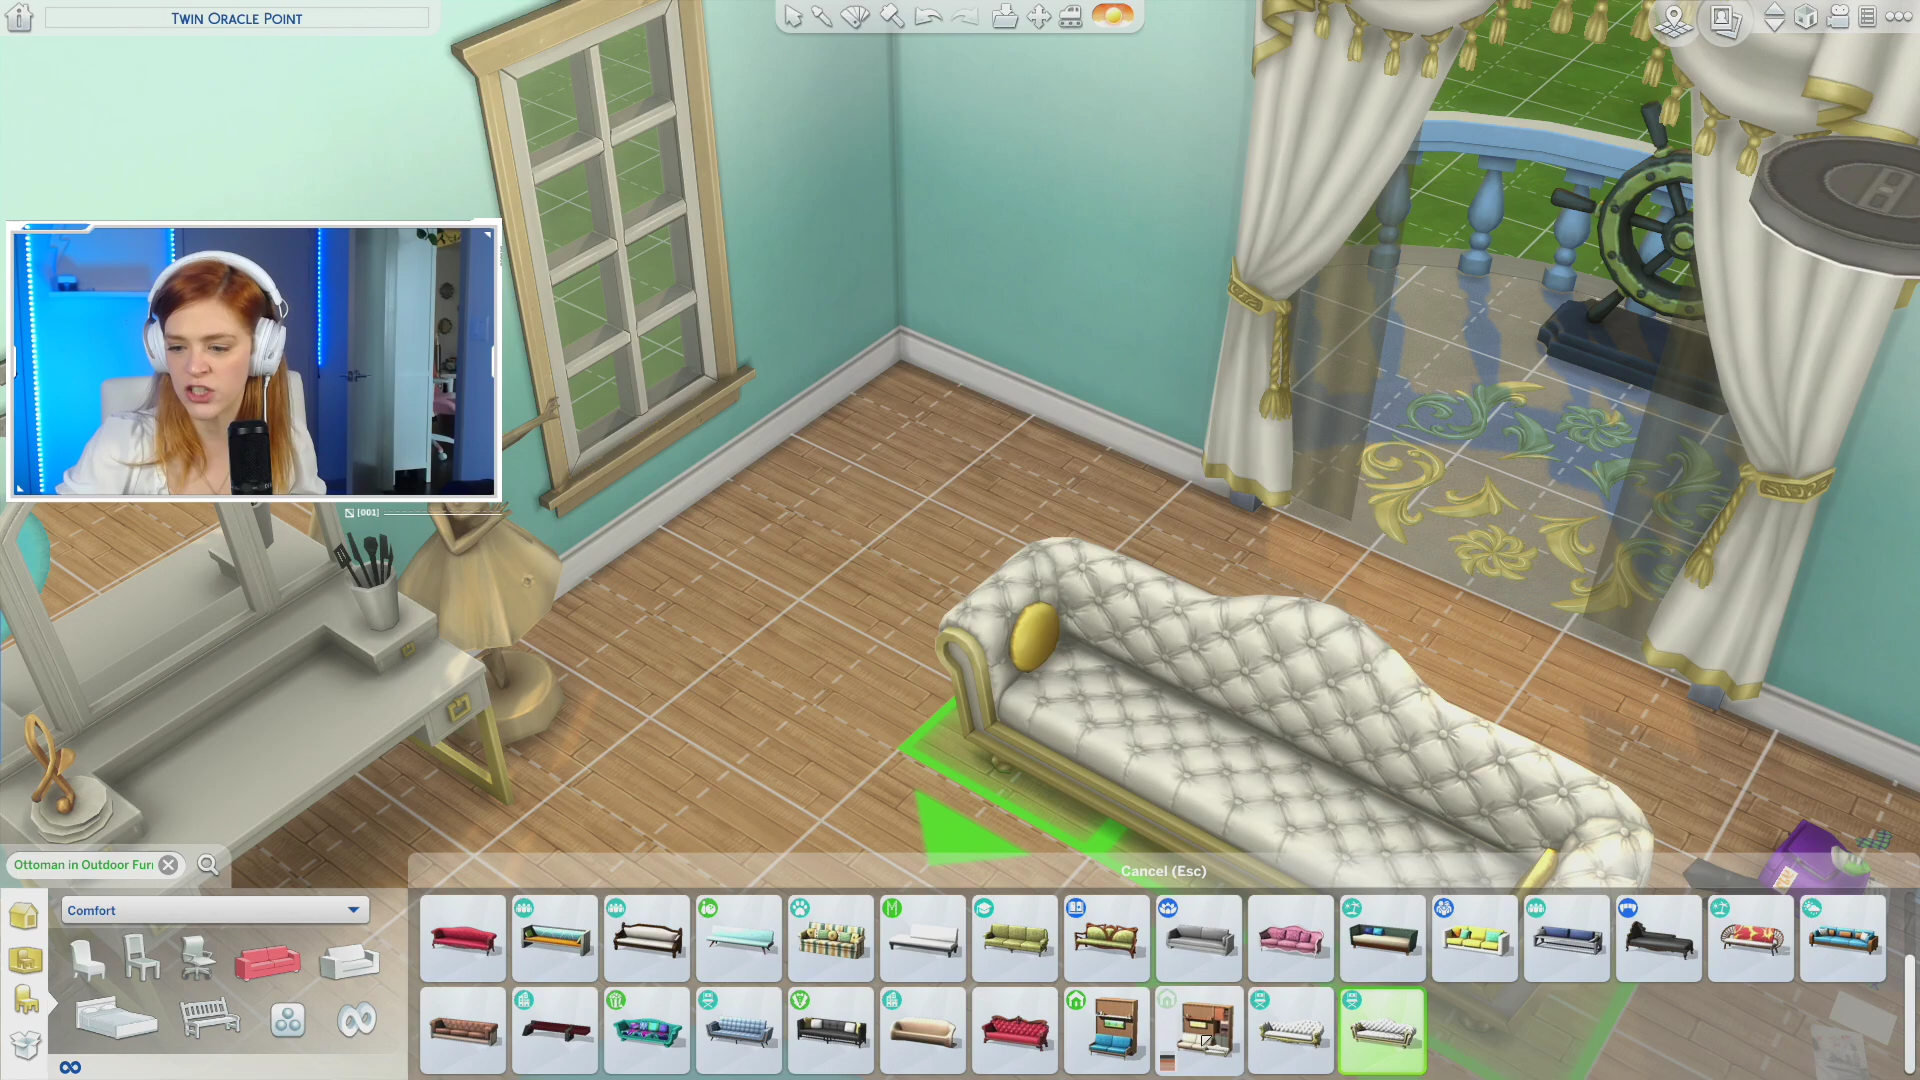 Twin Oracle Point
[001]
Ottoman in Outdoor Furi
Cancel (Esc)
Comfort